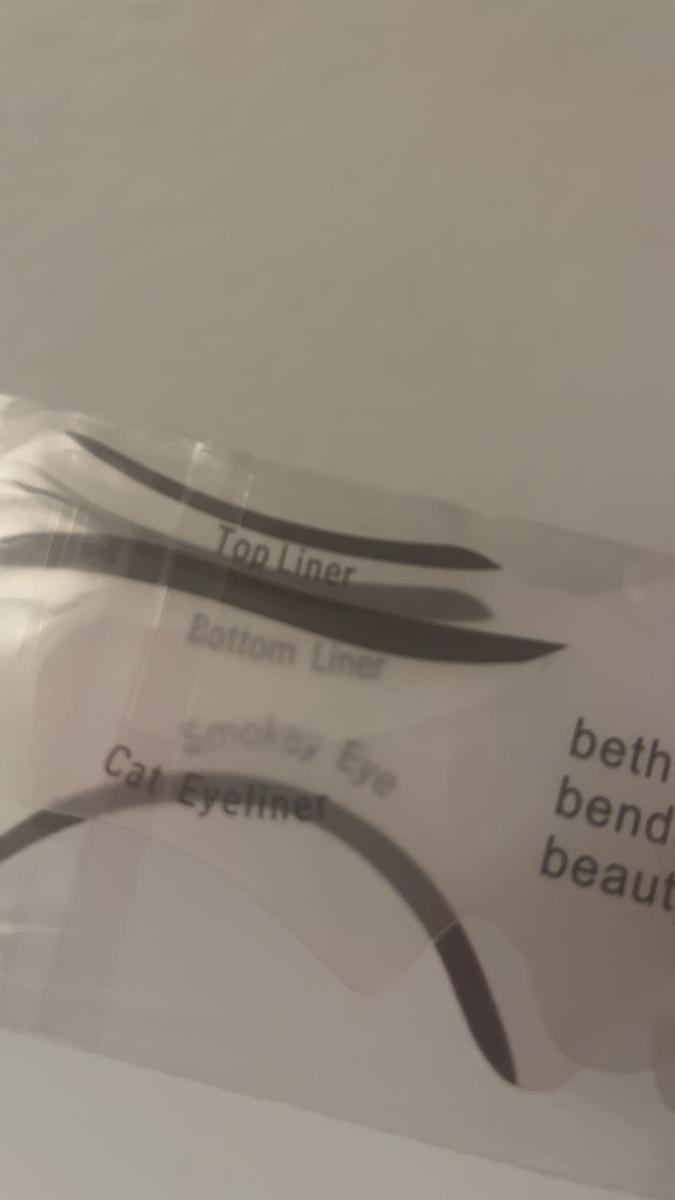 Top Liner
Bottom Liner
Smokey Eye
Cat Eyeliner
beth
bend
beaut